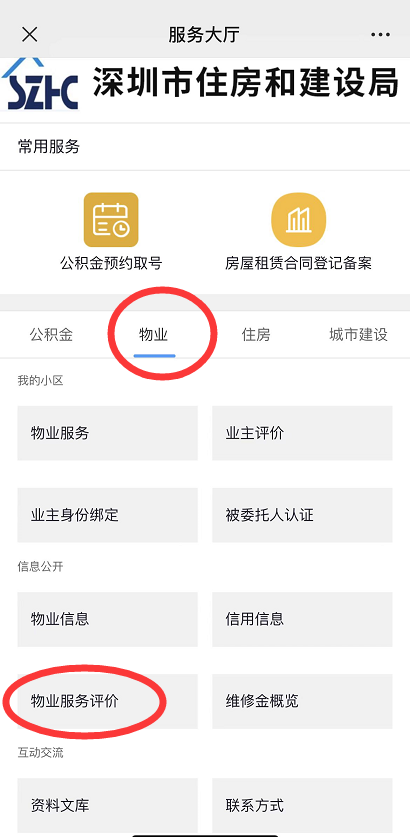 服务大厅
SZHC 深圳市住房和建设局
常用服务
公积金预约取号 房屋租赁合同登记备案
公积金 物业 住房 城市建设
我的小区
物业服务 业主评价
业主身份绑定 被委托人认证
信息公开
物业信息 信用信息
物业服务评价 维修金概览
互动交流
资料文库 联系方式